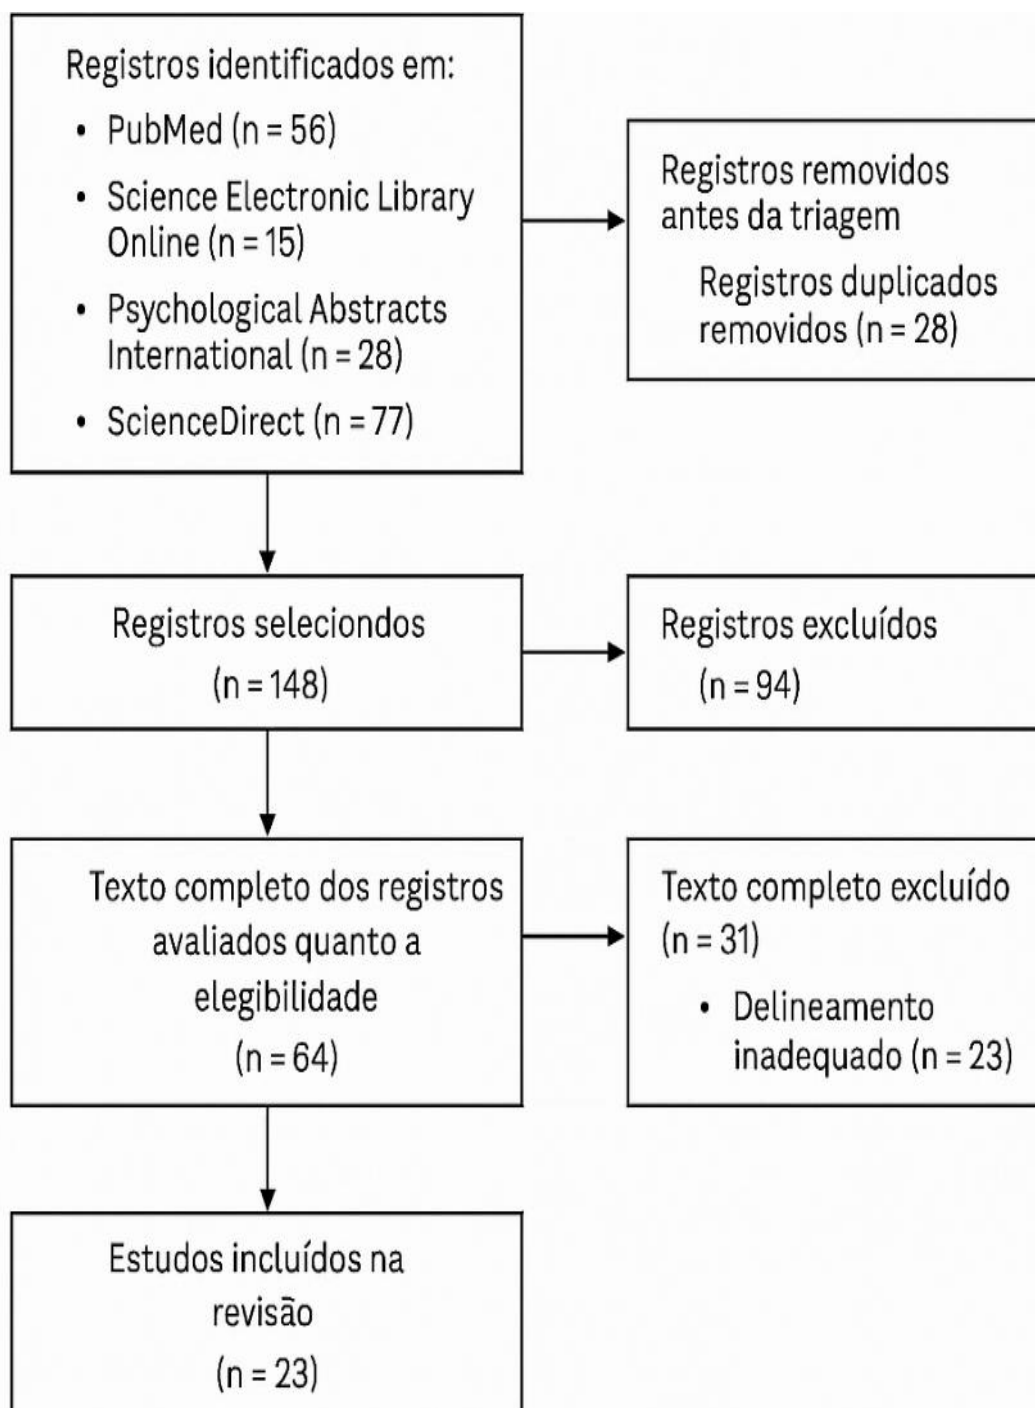 Registros identificados em:
• PubMed (n = 56)
• Science Electronic Library
Online (n = 15)
• Psychological Abstracts
International (n = 28)
• ScienceDirect (n = 77)
Registros removidos
antes da triagem
Registros duplicados
removidos (n = 28)
Registros seleciondos
(n = 148)
Registros excluídos
(n = 94)
Texto completo dos registros
avaliados quanto a
elegibilidade
(n = 64)
Texto completo excluído
(n = 31)
• Delineamento
inadequado (n = 23)
Estudos incluídos na
revisão
(n = 23)